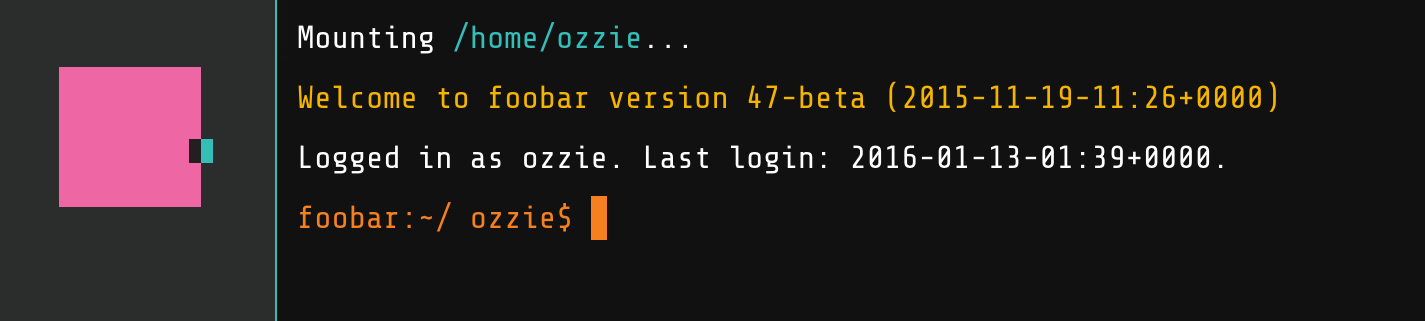 Mounting /home/ozzie...
Welcome to foobar version 47-beta (2015-11-19-11:26+0000)
Logged in as ozzie. Last login: 2016-01-13-01:39+0000.
foobar:~/ ozzie$